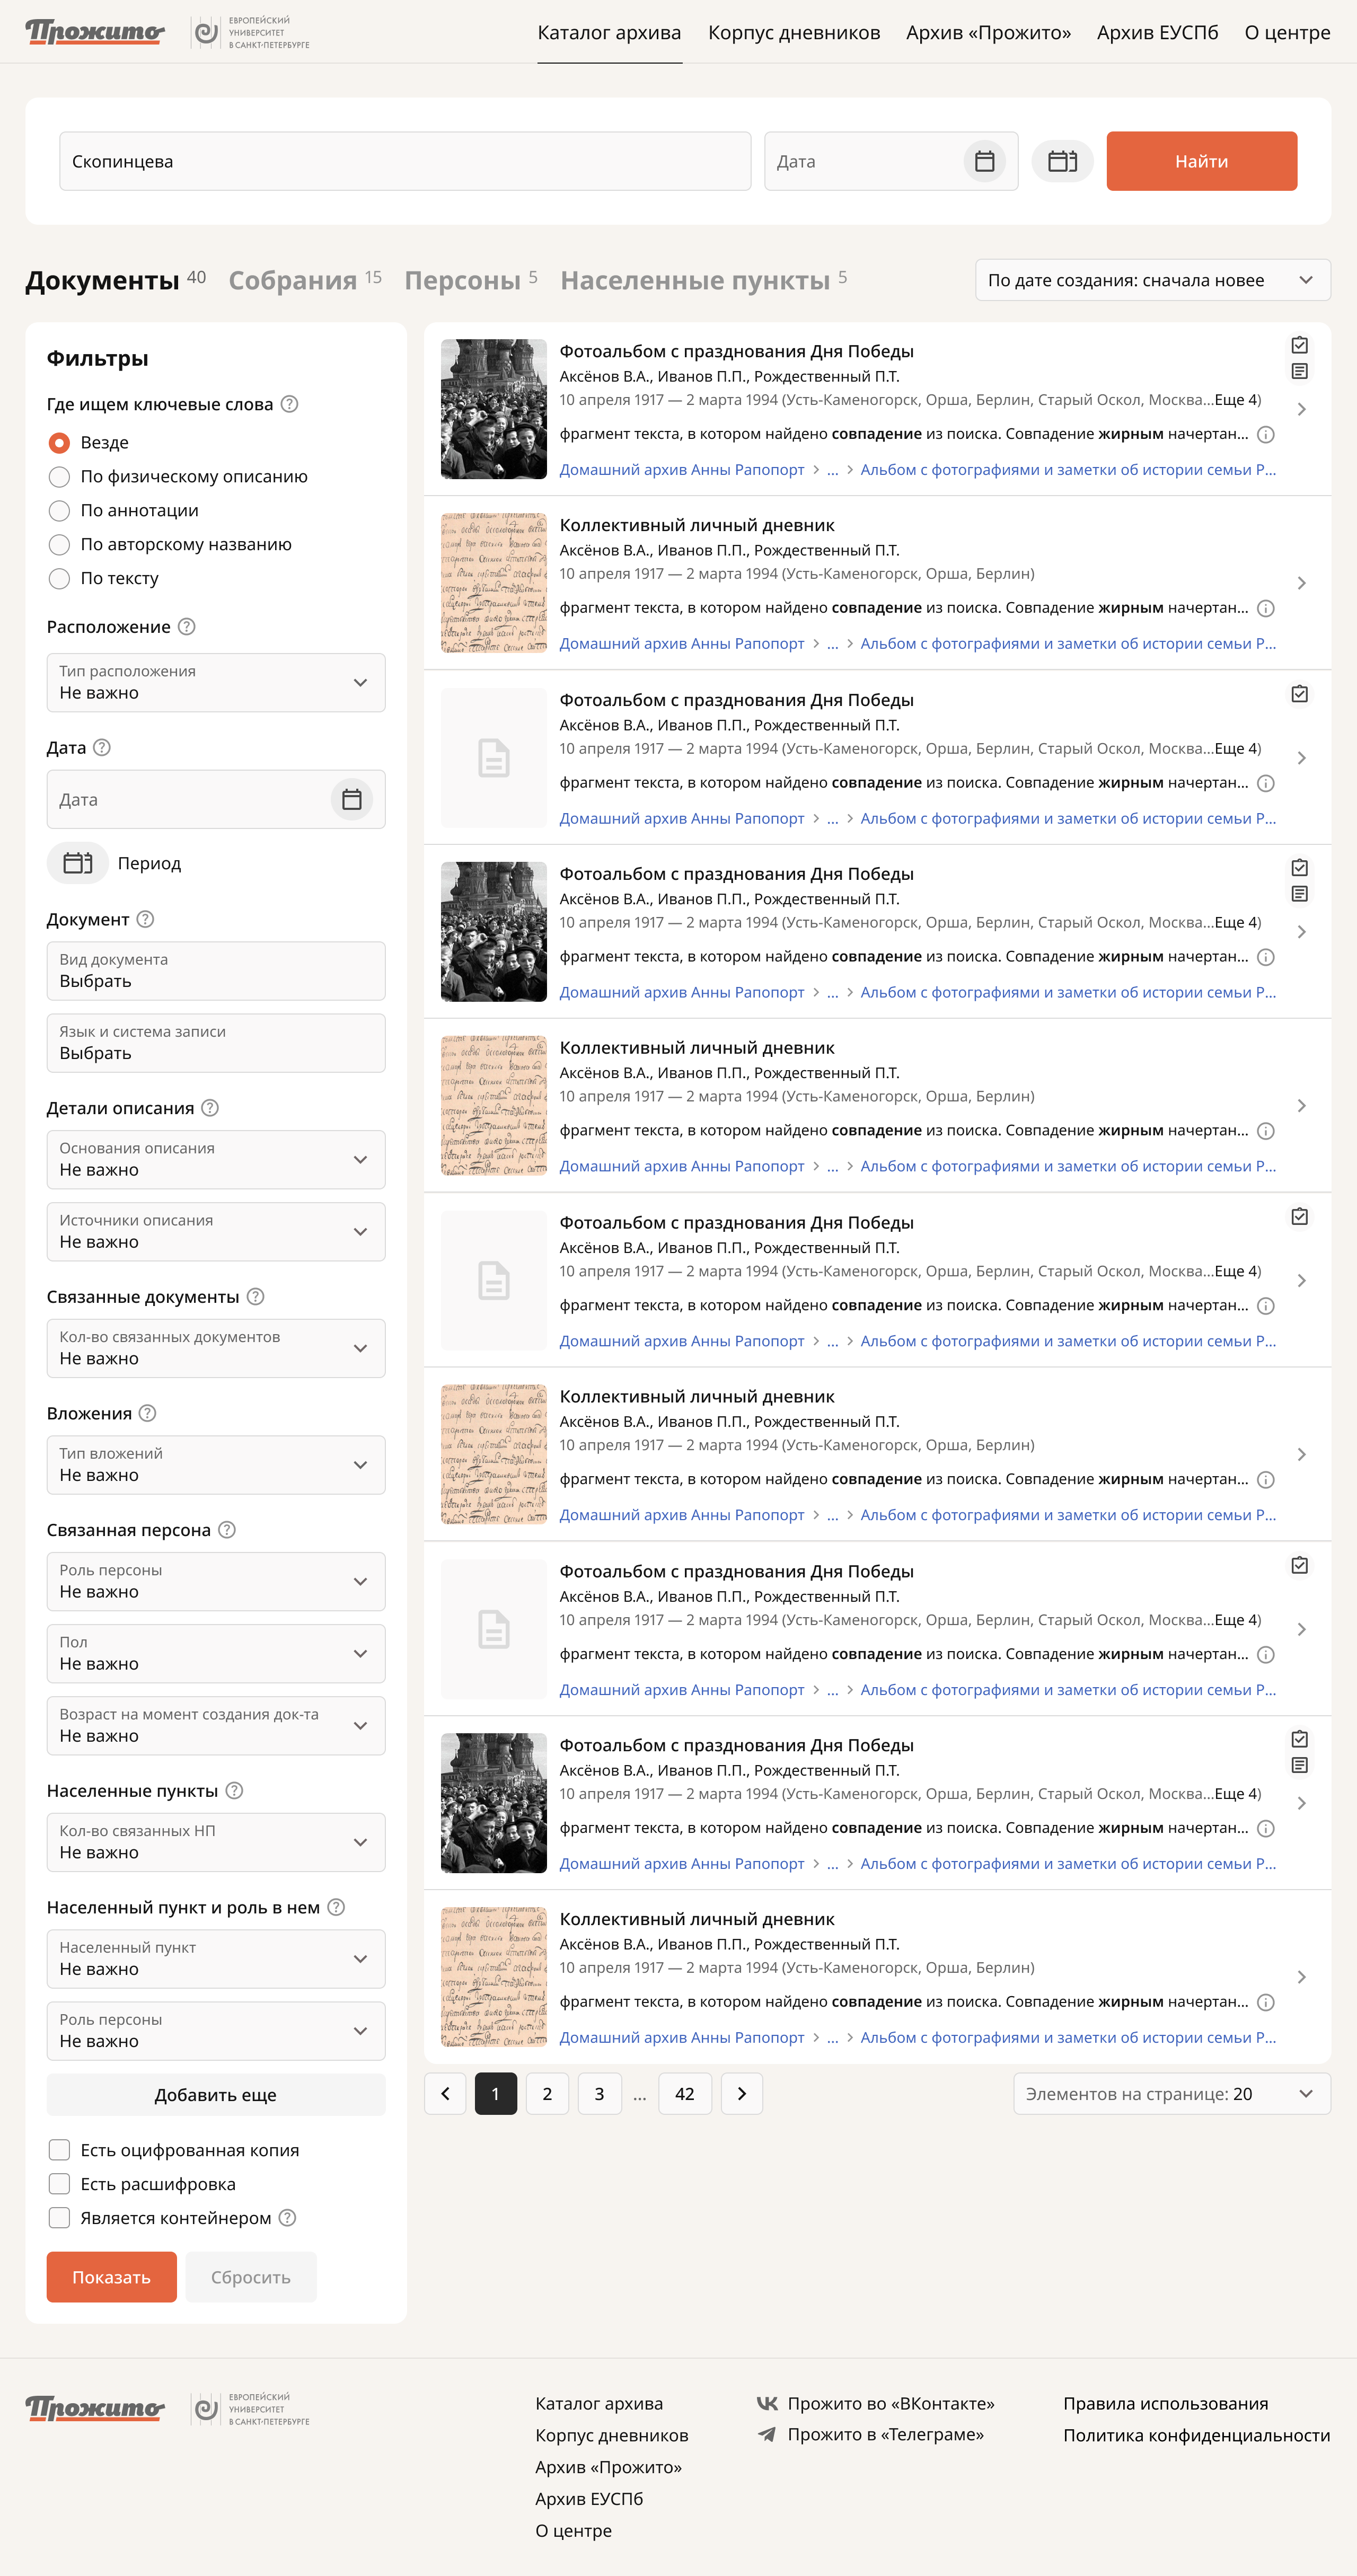 Прожито
ЕВРОПЕЙСКИЙ
УНИВЕРСИТЕТ
В САНКТ-ПЕТЕРБУРГЕ
Каталог архива
Корпус дневников
Архив «Прожито»
Архив ЕУСПб
О центре
Скопинцева
Дата
Найти
Документы 40
Собрания 15
Персоны 5
Населенные пункты 5
По дате создания: сначала новее
Фильтры
Где ищем ключевые слова
Везде
По физическому описанию
По аннотации
По авторскому названию
По тексту
Расположение
Тип расположения
Не важно
Дата
Дата
Период
Документ
Вид документа
Выбрать
Язык и система записи
Выбрать
Детали описания
Основания описания
Не важно
Источники описания
Не важно
Связанные документы
Кол-во связанных документов
Не важно
Вложения
Тип вложений
Не важно
Связанная персона
Роль персоны
Не важно
Пол
Не важно
Возраст на момент создания док-та
Не важно
Населенные пункты
Кол-во связанных НП
Не важно
Населенный пункт и роль в нем
Населенный пункт
Не важно
Роль персоны
Не важно
Добавить еще
Есть оцифрованная копия
Есть расшифровка
Является контейнером
Показать
Сбросить
Фотоальбом с празднования Дня Победы
Аксёнов В.А., Иванов П.П., Рождественный П.Т.
10 апреля 1917 — 2 марта 1994 (Усть-Каменогорск, Орша, Берлин, Старый Оскол, Москва...Еще 4)
фрагмент текста, в котором найдено совпадение из поиска. Совпадение жирным начертан...
Домашний архив Анны Рапопорт > ... > Альбом с фотографиями и заметки об истории семьи Р...
Коллективный личный дневник
Аксёнов В.А., Иванов П.П., Рождественный П.Т.
10 апреля 1917 — 2 марта 1994 (Усть-Каменогорск, Орша, Берлин)
фрагмент текста, в котором найдено совпадение из поиска. Совпадение жирным начертан...
Домашний архив Анны Рапопорт > ... > Альбом с фотографиями и заметки об истории семьи Р...
Фотоальбом с празднования Дня Победы
Аксёнов В.А., Иванов П.П., Рождественный П.Т.
10 апреля 1917 — 2 марта 1994 (Усть-Каменогорск, Орша, Берлин, Старый Оскол, Москва...Еще 4)
фрагмент текста, в котором найдено совпадение из поиска. Совпадение жирным начертан...
Домашний архив Анны Рапопорт > ... > Альбом с фотографиями и заметки об истории семьи Р...
Фотоальбом с празднования Дня Победы
Аксёнов В.А., Иванов П.П., Рождественный П.Т.
10 апреля 1917 — 2 марта 1994 (Усть-Каменогорск, Орша, Берлин, Старый Оскол, Москва...Еще 4)
фрагмент текста, в котором найдено совпадение из поиска. Совпадение жирным начертан...
Домашний архив Анны Рапопорт > ... > Альбом с фотографиями и заметки об истории семьи Р...
Коллективный личный дневник
Аксёнов В.А., Иванов П.П., Рождественный П.Т.
10 апреля 1917 — 2 марта 1994 (Усть-Каменогорск, Орша, Берлин)
фрагмент текста, в котором найдено совпадение из поиска. Совпадение жирным начертан...
Домашний архив Анны Рапопорт > ... > Альбом с фотографиями и заметки об истории семьи Р...
Фотоальбом с празднования Дня Победы
Аксёнов В.А., Иванов П.П., Рождественный П.Т.
10 апреля 1917 — 2 марта 1994 (Усть-Каменогорск, Орша, Берлин, Старый Оскол, Москва...Еще 4)
фрагмент текста, в котором найдено совпадение из поиска. Совпадение жирным начертан...
Домашний архив Анны Рапопорт > ... > Альбом с фотографиями и заметки об истории семьи Р...
Коллективный личный дневник
Аксёнов В.А., Иванов П.П., Рождественный П.Т.
10 апреля 1917 — 2 марта 1994 (Усть-Каменогорск, Орша, Берлин)
фрагмент текста, в котором найдено совпадение из поиска. Совпадение жирным начертан...
Домашний архив Анны Рапопорт > ... > Альбом с фотографиями и заметки об истории семьи Р...
Фотоальбом с празднования Дня Победы
Аксёнов В.А., Иванов П.П., Рождественный П.Т.
10 апреля 1917 — 2 марта 1994 (Усть-Каменогорск, Орша, Берлин, Старый Оскол, Москва...Еще 4)
фрагмент текста, в котором найдено совпадение из поиска. Совпадение жирным начертан...
Домашний архив Анны Рапопорт > ... > Альбом с фотографиями и заметки об истории семьи Р...
Фотоальбом с празднования Дня Победы
Аксёнов В.А., Иванов П.П., Рождественный П.Т.
10 апреля 1917 — 2 марта 1994 (Усть-Каменогорск, Орша, Берлин, Старый Оскол, Москва...Еще 4)
фрагмент текста, в котором найдено совпадение из поиска. Совпадение жирным начертан...
Домашний архив Анны Рапопорт > ... > Альбом с фотографиями и заметки об истории семьи Р...
Коллективный личный дневник
Аксёнов В.А., Иванов П.П., Рождественный П.Т.
10 апреля 1917 — 2 марта 1994 (Усть-Каменогорск, Орша, Берлин)
фрагмент текста, в котором найдено совпадение из поиска. Совпадение жирным начертан...
Домашний архив Анны Рапопорт > ... > Альбом с фотографиями и заметки об истории семьи Р...
1 2 3 ... 42
Элементов на странице: 20
Прожито
ЕВРОПЕЙСКИЙ
УНИВЕРСИТЕТ
В САНКТ-ПЕТЕРБУРГЕ
Каталог архива
Корпус дневников
Архив «Прожито»
Архив ЕУСПб
О центре
Прожито во «ВКонтакте»
Прожито в «Телеграме»
Правила использования
Политика конфиденциальности